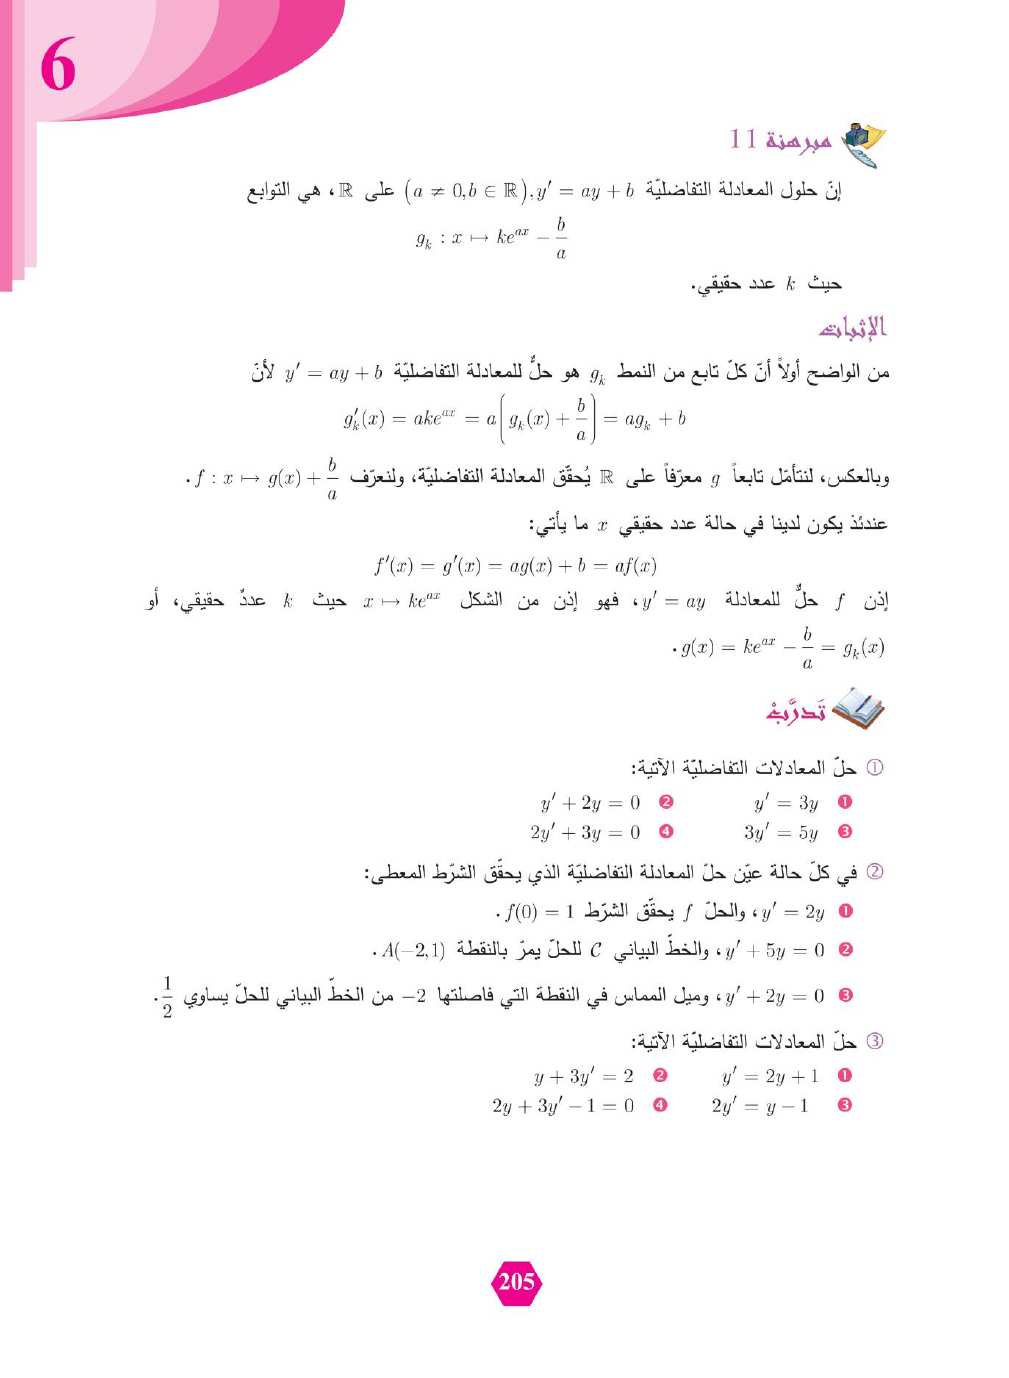 6
مبرهنة 11
إنّ حلول المعادلة التفاضليّة y′ = ay + b ,(a ≠ 0, b ∈ ℝ) على ℝ ، هي التوابع
g_k : x ↦ ke^{ax} − b/a
حيث k عدد حقيقي.
الإثبات
من الواضح أولاً أنّ كلّ تابع من النمط g_k هو حلٌّ للمعادلة التفاضليّة y′ = ay + b لأنّ
g′_k(x) = ake^{ax} = a(g_k(x) + b/a) = ag_k + b
وبالعكس، لنتأمّل تابعاً g معرّفاً على ℝ يُحقّق المعادلة التفاضليّة، ولنعرّف f : x ↦ g(x) + b/a .
عندئذ يكون لدينا في حالة عدد حقيقي x ما يأتي:
f′(x) = g′(x) = ag(x) + b = af(x)
إذن f حلٌّ للمعادلة y′ = ay ، فهو إذن من الشكل x ↦ ke^{ax} حيث k عددٌ حقيقي، أو
g(x) = ke^{ax} − b/a = g_k(x) .
تَدرَّبْ
① حلّ المعادلات التفاضليّة الآتية:
❶ y′ = 3y ❷ y′ + 2y = 0
❸ 3y′ = 5y ❹ 2y′ + 3y = 0
② في كلّ حالة عيّن حلّ المعادلة التفاضليّة الذي يحقّق الشرّط المعطى:
❶ y′ = 2y ، والحلّ f يحقّق الشرّط f(0) = 1 .
❷ y′ + 5y = 0 ، والخطّ البياني C للحلّ يمرّ بالنقطة A(−2,1) .
❸ y′ + 2y = 0 ، وميل المماس في النقطة التي فاصلتها −2 من الخطّ البياني للحلّ يساوي 1/2 .
③ حلّ المعادلات التفاضليّة الآتية:
❶ y′ = 2y + 1 ❷ y + 3y′ = 2
❸ 2y′ = y − 1 ❹ 2y + 3y′ − 1 = 0
205